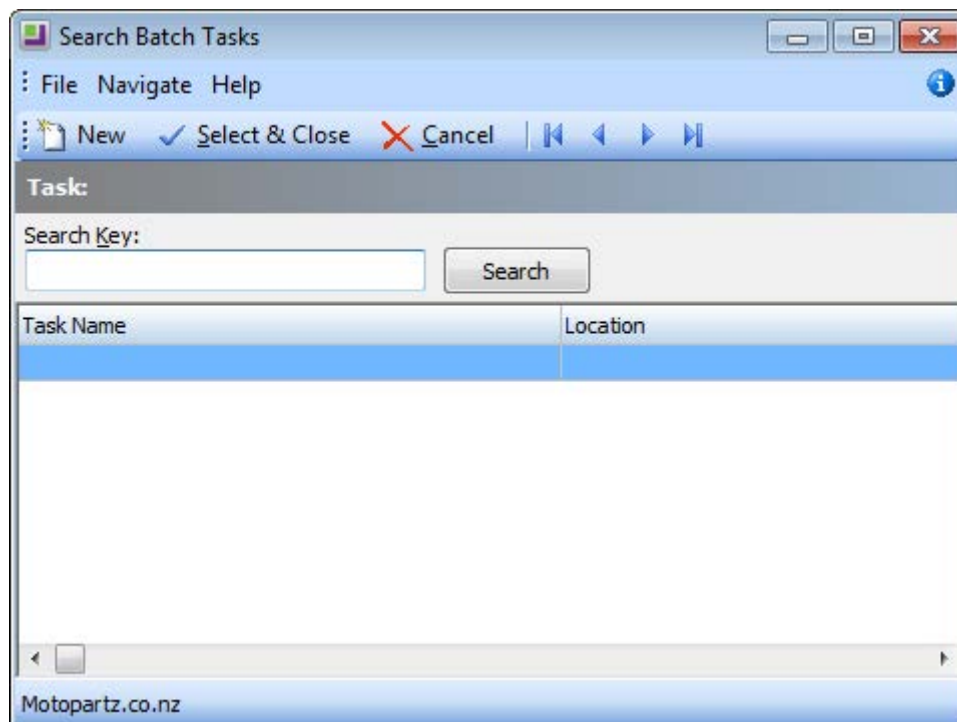 Search Batch Tasks
File Navigate Help
New Select & Close Cancel
Task:
Search Key:
Search
Task Name Location
Motopartz.co.nz